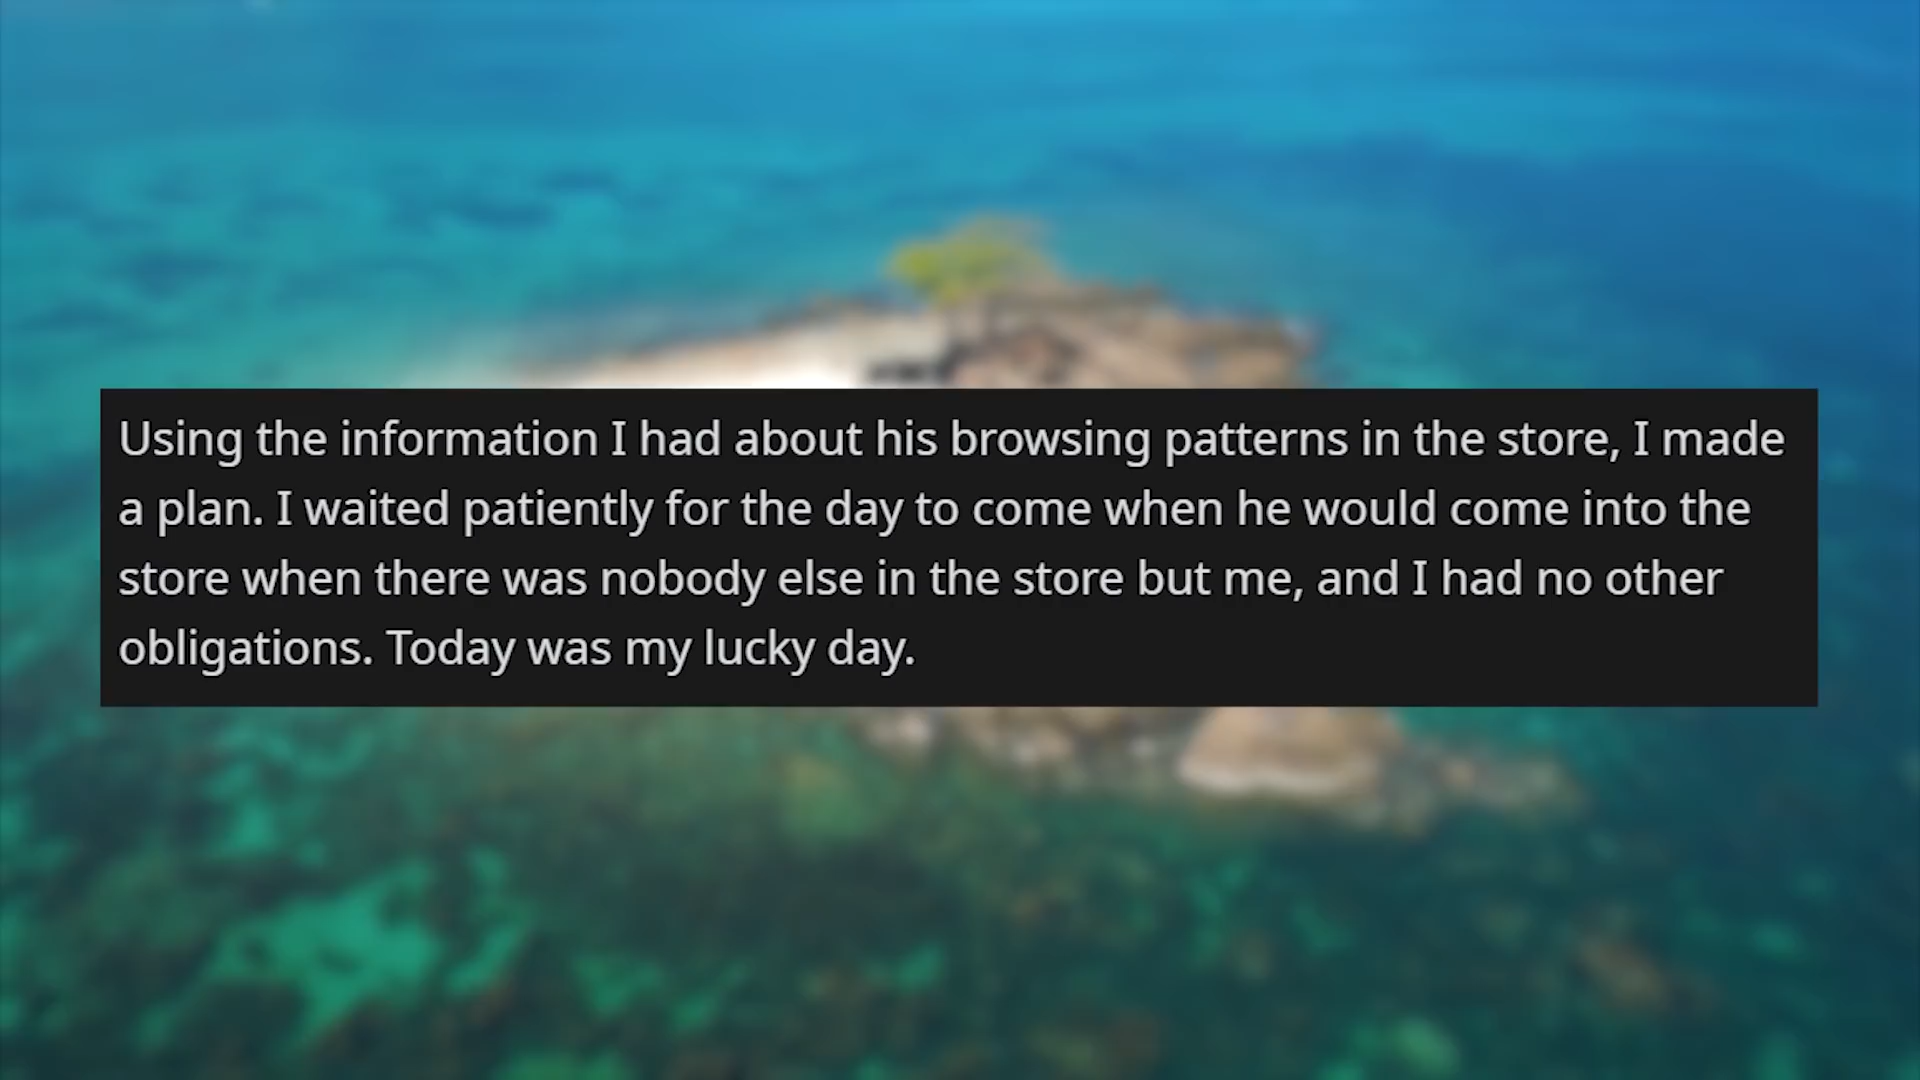 Using the information I had about his browsing patterns in the store, I made
a plan. I waited patiently for the day to come when he would come into the
store when there was nobody else in the store but me, and I had no other
obligations. Today was my lucky day.